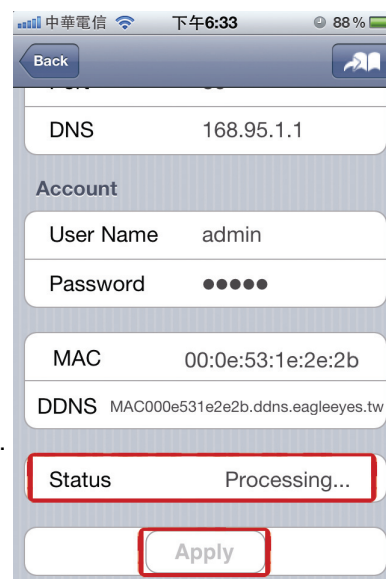 中華電信 下午6:33 88%
Back
DNS 168.95.1.1
Account
User Name admin
Password ●●●●●
MAC 00:0e:53:1e:2e:2b
DDNS MAC000e531e2e2b.ddns.eagleeyes.tw
Status Processing...
Apply